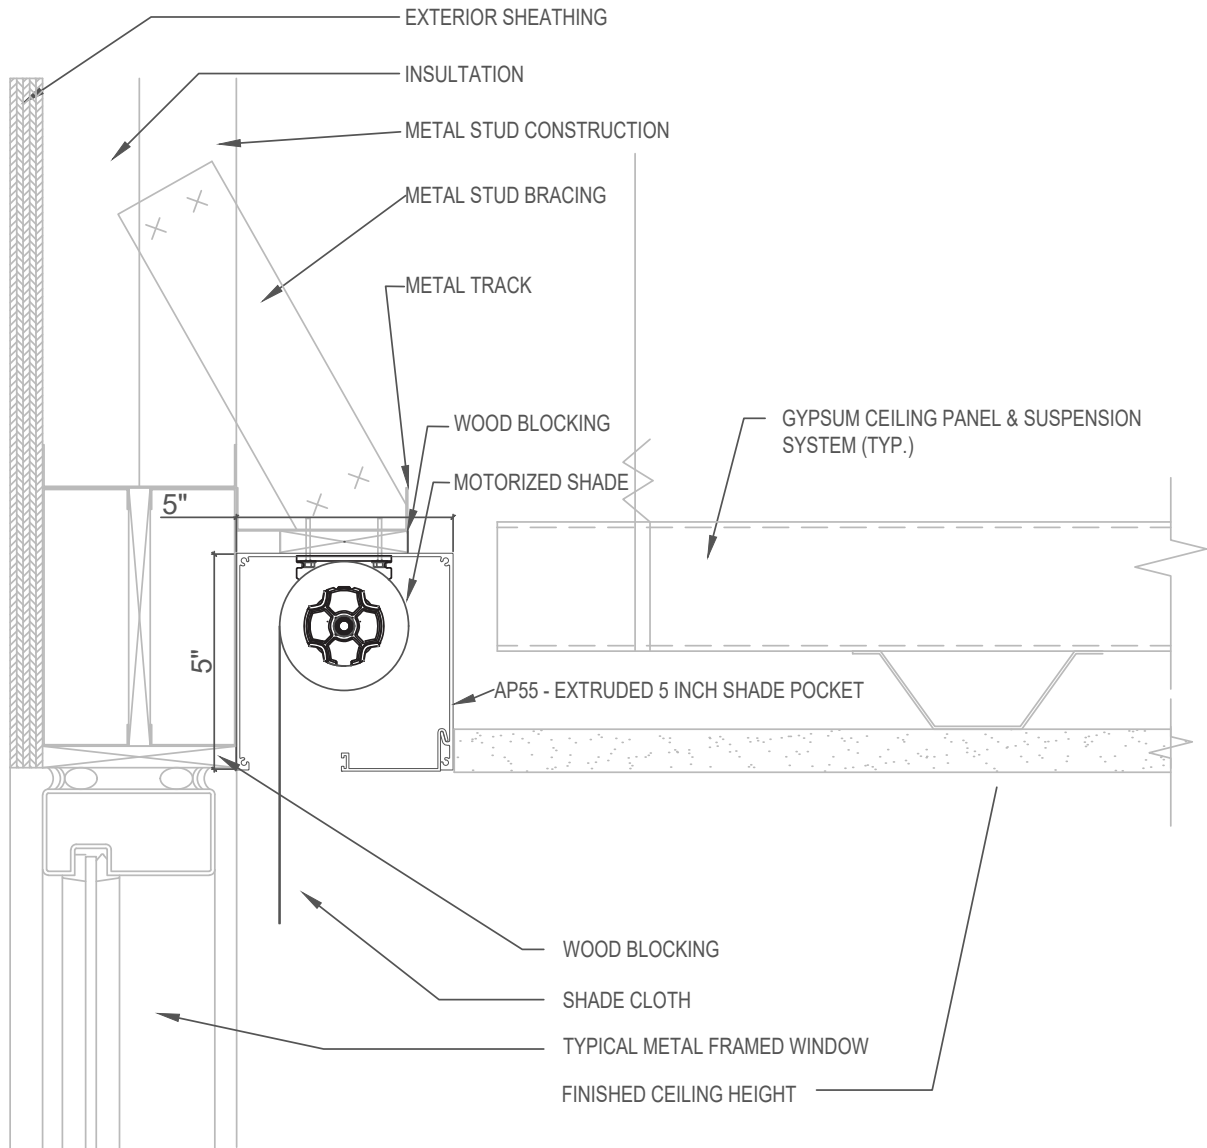 EXTERIOR SHEATHING
INSULTATION
METAL STUD CONSTRUCTION
METAL STUD BRACING
METAL TRACK
WOOD BLOCKING
GYPSUM CEILING PANEL & SUSPENSION
SYSTEM (TYP.)
MOTORIZED SHADE
5"
5"
AP55 - EXTRUDED 5 INCH SHADE POCKET
WOOD BLOCKING
SHADE CLOTH
TYPICAL METAL FRAMED WINDOW
FINISHED CEILING HEIGHT